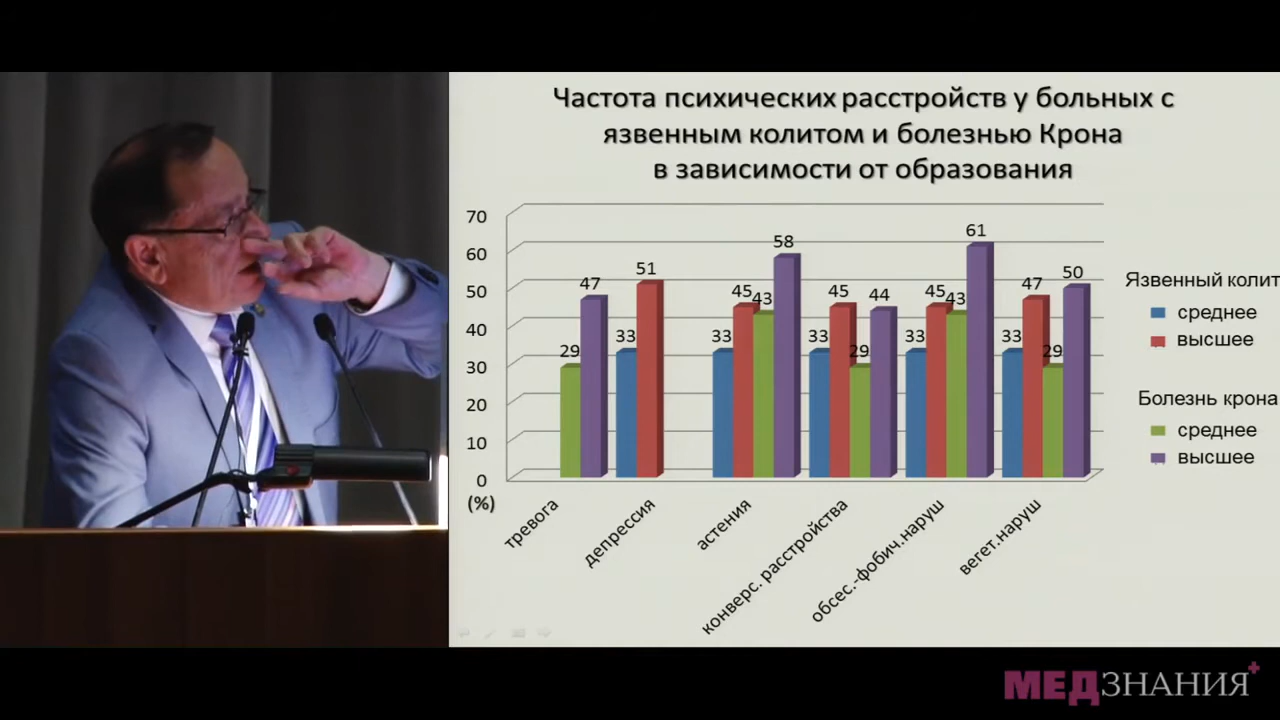 Частота психических расстройств у больных с
язвенным колитом и болезнью Крона
в зависимости от образования
70
60
50
40
30
20
10
0
(%)
29
47
33
51
33
45
43
58
33
45
29
44
33
45
43
61
33
47
29
50
тревога
депрессия
астения
конверс. расстройства
обсес.-фобич.наруш
вегет.наруш
Язвенный колит
среднее
высшее
Болезнь крона
среднее
высшее
МЕДЗНАНИЯ+